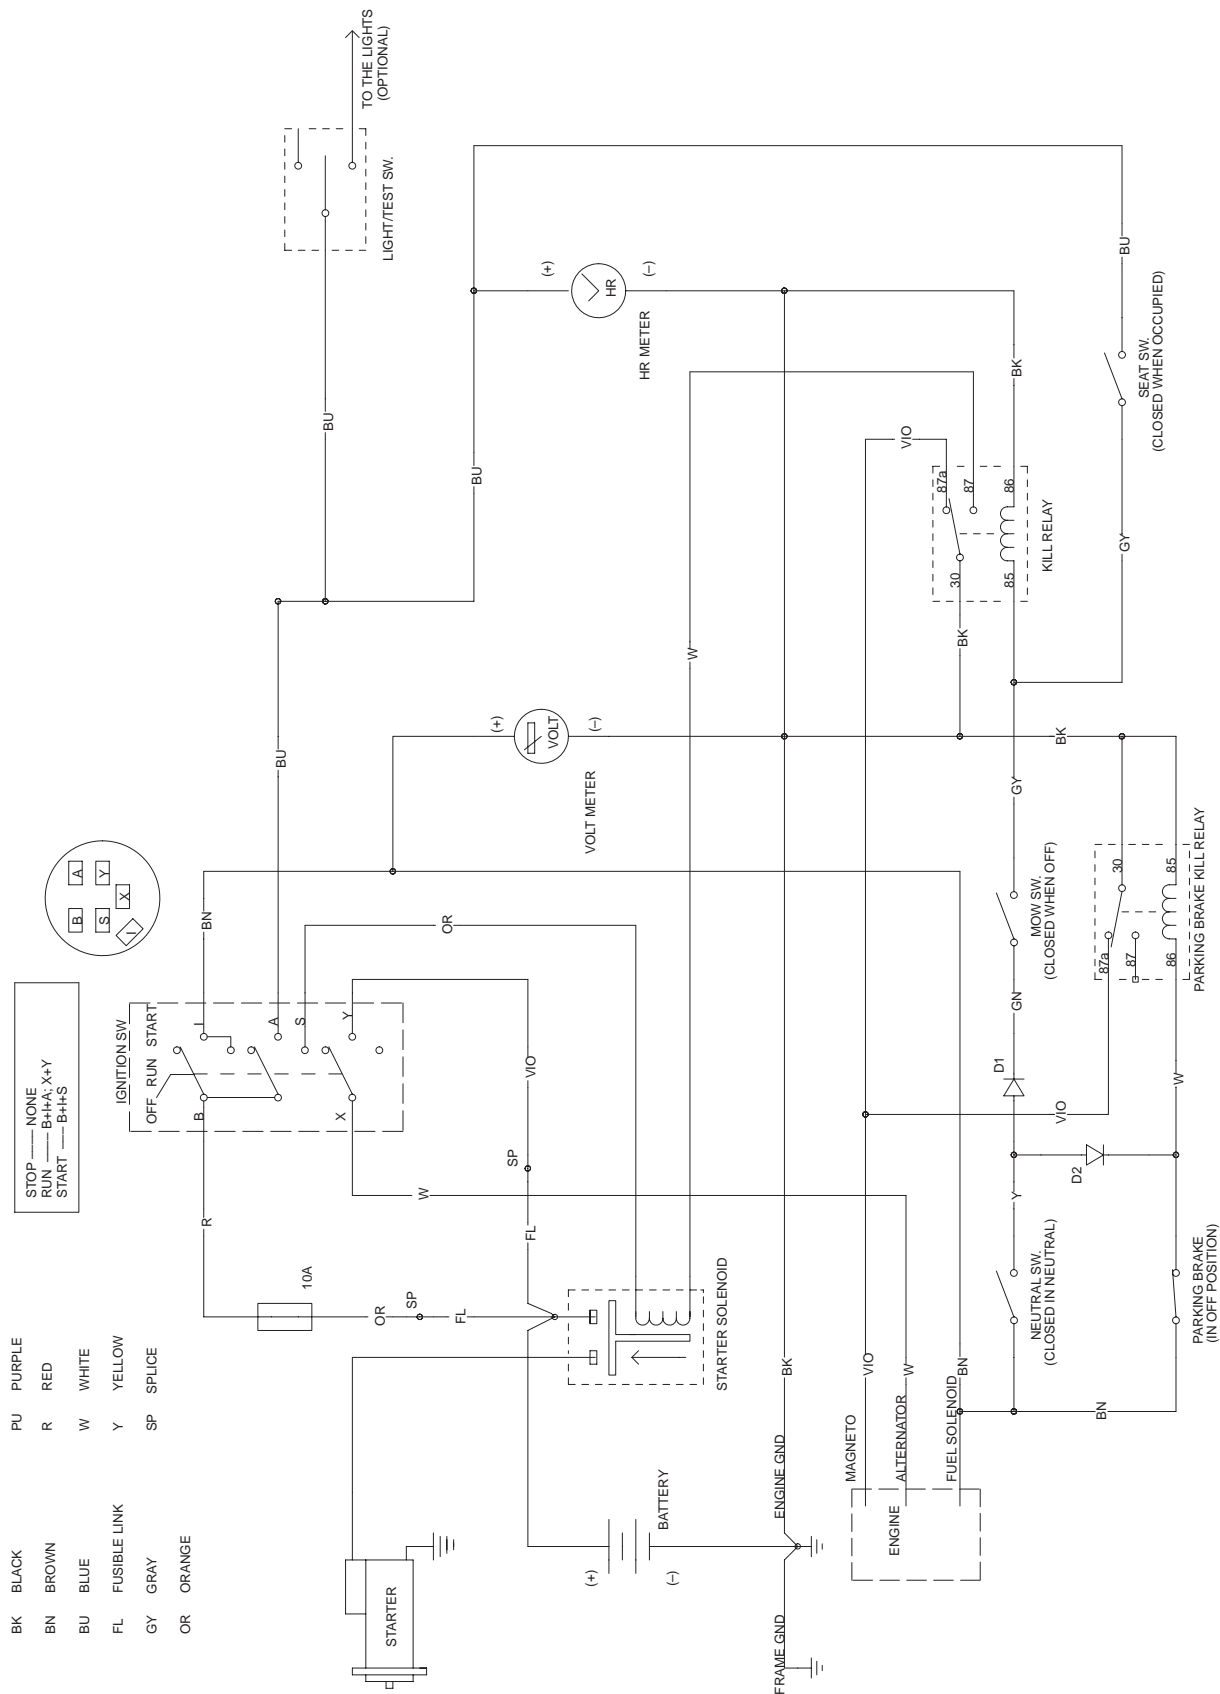 BK BLACK
BN BROWN
BU BLUE
FL FUSIBLE LINK
GY GRAY
OR ORANGE
PU PURPLE
R RED
W WHITE
Y YELLOW
SP SPLICE
STOP —— NONE
RUN —— B+I+A; X+Y
START —— B+I+S
B
A
S
Y
X
I
IGNITION SW
OFF RUN START
B
I
A
S
X
Y
R
10A
OR
SP
FL
BN
BU
OR
VIO
SP
FL
W
BU
BU
LIGHT/TEST SW.
TO THE LIGHTS
(OPTIONAL)
STARTER
STARTER SOLENOID
(+)
(–)
BATTERY
(+)
VOLT
(–)
VOLT METER
(+)
HR
(–)
HR METER
W
FRAME GND
ENGINE GND
BK
ENGINE
MAGNETO
ALTERNATOR
FUEL SOLENOID
VIO
W
BN
VIO
87a
87
30
85
86
BK
BK
KILL RELAY
BU
SEAT SW.
(CLOSED WHEN OCCUPIED)
GY
GY
BK
MOW SW.
(CLOSED WHEN OFF)
GN
D1
Y
NEUTRAL SW.
(CLOSED IN NEUTRAL)
D2
VIO
BN
PARKING BRAKE
(IN OFF POSITION)
W
87a
87
86
30
85
PARKING BRAKE KILL RELAY